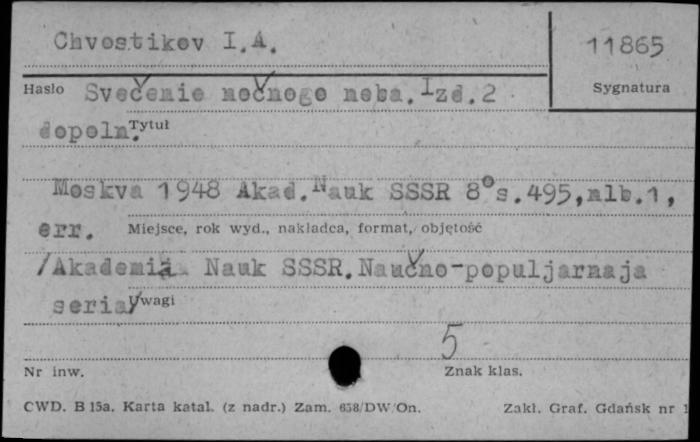 Chvostikov I.A.
11865
Hasło Svečenie nočnogo neba. Izd. 2
Sygnatura
dopoln. Tytuł
Moskva 1948 Akad. Nauk SSSR 8° s. 495, nlb. 1,
err. Miejsce, rok wyd., nakładca, format, objętość
/Akademia Nauk SSSR. Naučno-populjarnaja
seria/ Uwagi
5
Nr inw. Znak klas.
CWD. B 15a. Karta katal. (z nadr.) Zam. 658/DW/On. Zakł. Graf. Gdańsk nr 1